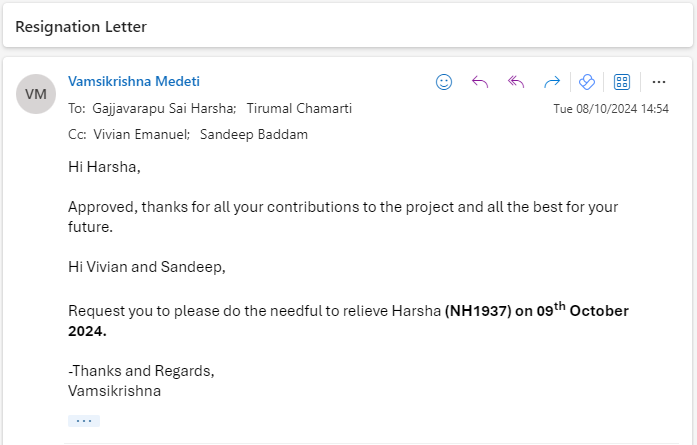 Resignation Letter
VM
Vamsikrishna Medeti
To: Gajjavarapu Sai Harsha; Tirumal Chamarti
Tue 08/10/2024 14:54
Cc: Vivian Emanuel; Sandeep Baddam
Hi Harsha,
Approved, thanks for all your contributions to the project and all the best for your
future.
Hi Vivian and Sandeep,
Request you to please do the needful to relieve Harsha (NH1937) on 09th October
2024.
-Thanks and Regards,
Vamsikrishna